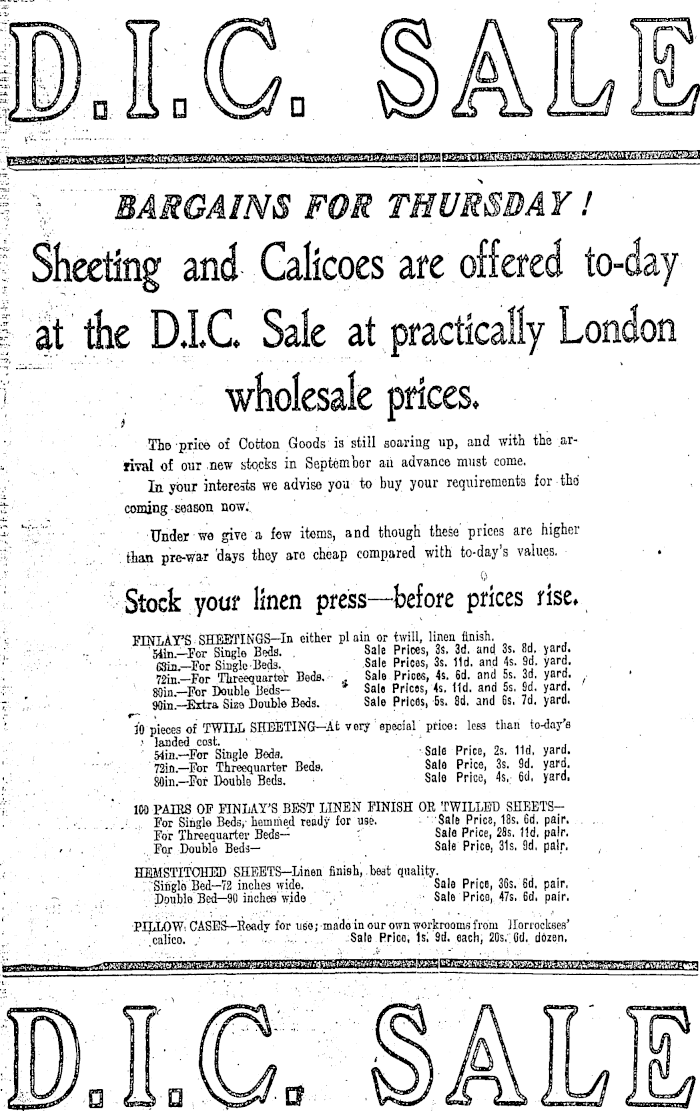 D.I.C. SALE
BARGAINS FOR THURSDAY!
Sheeting and Calicoes are offered to-day
at the D.I.C. Sale at practically London
wholesale prices.
The price of Cotton Goods is still soaring up, and with the ar-
rival of our new stocks in September an advance must come.
In your interests we advise you to buy your requirements for the
coming season now.
Under we give a few items, and though these prices are higher
than pre-war days they are cheap compared with to-day's values.
Stock your linen press—before prices rise.
FINLAY'S SHEETINGS—In either plain or twill, linen finish.
54in.—For Single Beds. Sale Prices, 3s. 3d. and 3s. 8d. yard.
63in.—For Single Beds. Sale Prices, 3s. 11d. and 4s. 9d. yard.
72in.—For Threequarter Beds. Sale Prices, 4s. 6d. and 5s. 3d. yard.
80in.—For Double Beds— Sale Prices, 4s. 11d. and 5s. 9d. yard.
90in.—Extra Size Double Beds. Sale Prices, 5s. 8d. and 6s. 7d. yard.
10 pieces of TWILL SHEETING—At very special price: less than to-day's
landed cost.
54in.—For Single Beds. Sale Price, 2s. 11d. yard.
72in.—For Threequarter Beds. Sale Price, 3s. 9d. yard.
80in.—For Double Beds. Sale Price, 4s. 6d. yard.
100 PAIRS OF FINLAY'S BEST LINEN FINISH OR TWILLED SHEETS—
For Single Beds, hemmed ready for use. Sale Price, 18s. 6d. pair.
For Threequarter Beds— Sale Price, 28s. 11d. pair.
For Double Beds— Sale Price, 31s. 9d. pair.
HEMSTITCHED SHEETS—Linen finish, best quality.
Single Bed—72 inches wide. Sale Price, 36s. 6d. pair.
Double Bed—90 inches wide Sale Price, 47s. 6d. pair.
PILLOW CASES—Ready for use; made in our own workrooms from Horrockses'
calico. Sale Price, 1s. 9d. each, 20s. 6d. dozen.
D.I.C. SALE